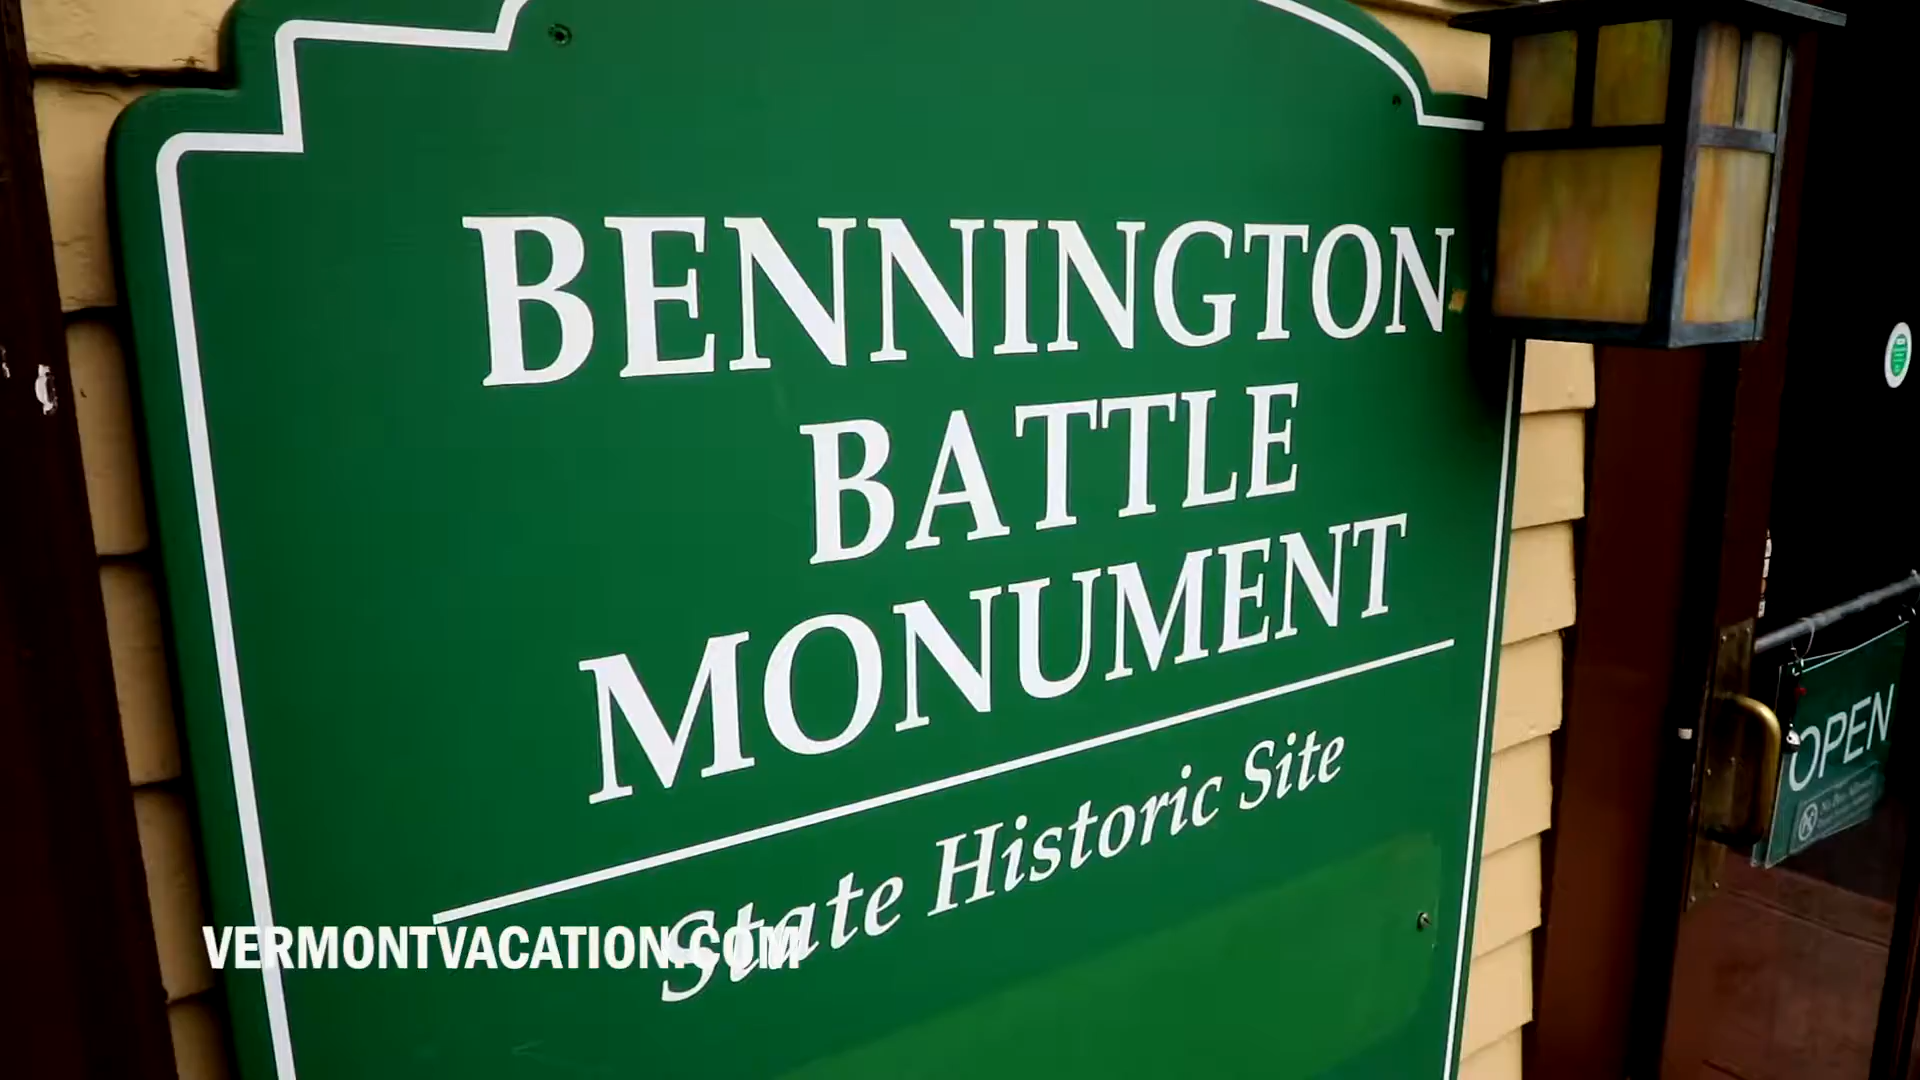 BENNINGTON
BATTLE
MONUMENT
State Historic Site
VERMONTVACATION.COM
OPEN